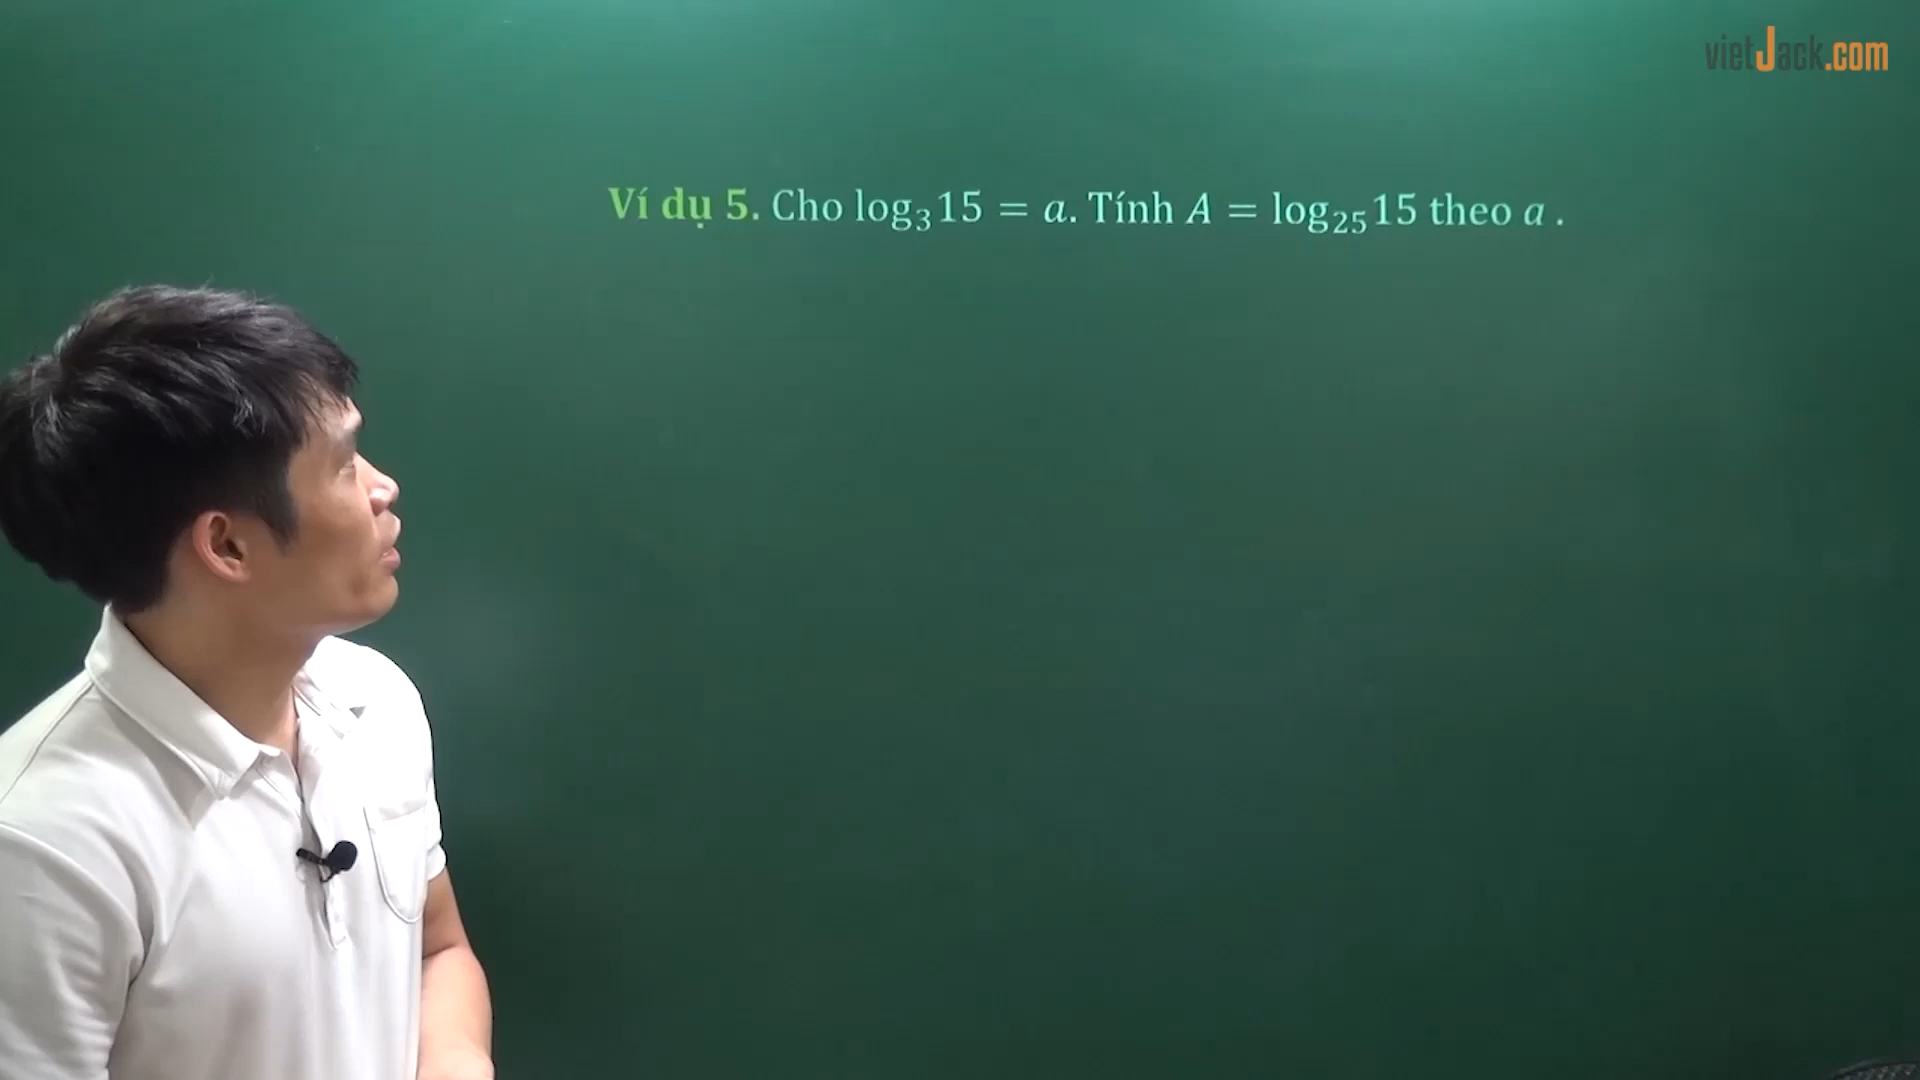 vietJack.com
Ví dụ 5. Cho log₃15 = a. Tính A = log₂₅15 theo a .